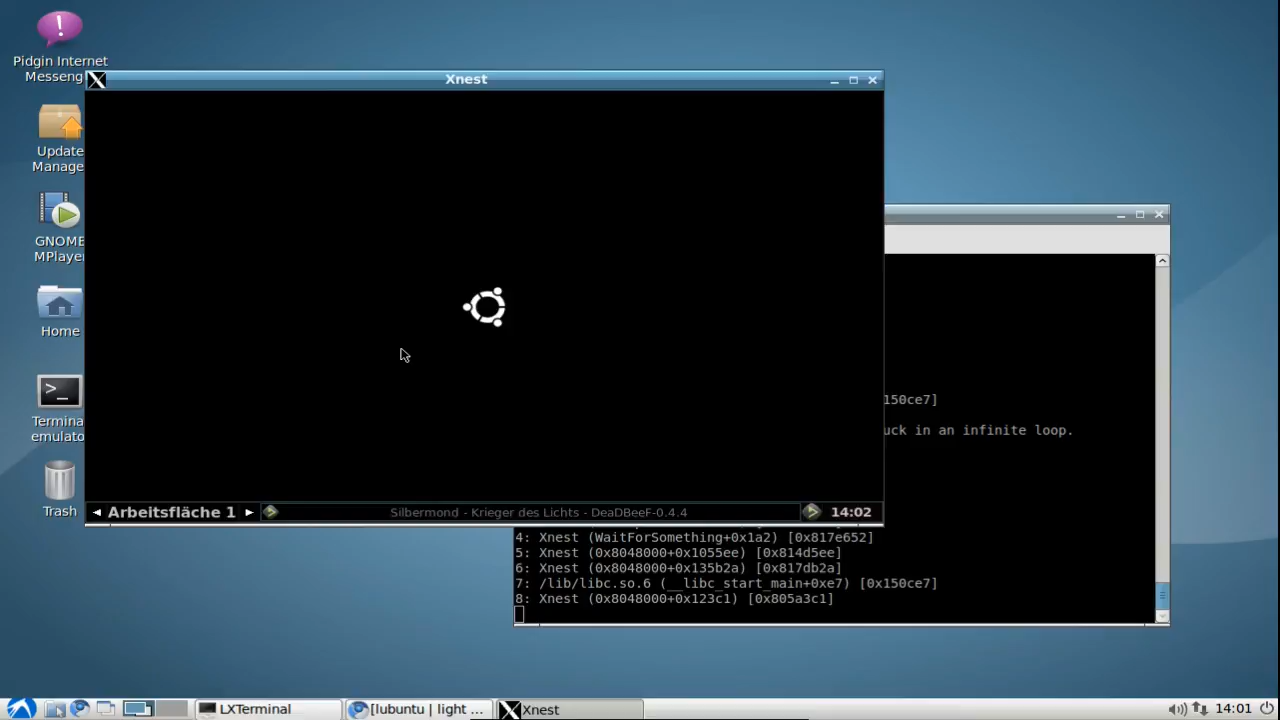 Pidgin Internet
Messeng
Update
Manage
GNOME
MPlaye
Home
>_
Termina
emulato
Trash
Xnest
150ce7]
uck in an infinite loop.
Arbeitsfläche 1
Silbermond - Krieger des Lichts - DeaDBeeF-0.4.4
14:02
4: Xnest (WaitForSomething+0x1a2) [0x817e652]
5: Xnest (0x8048000+0x1055ee) [0x814d5ee]
6: Xnest (0x8048000+0x135b2a) [0x817db2a]
7: /lib/libc.so.6 (__libc_start_main+0xe7) [0x150ce7]
8: Xnest (0x8048000+0x123c1) [0x805a3c1]
LXTerminal
[lubuntu | light ...
Xnest
14:01